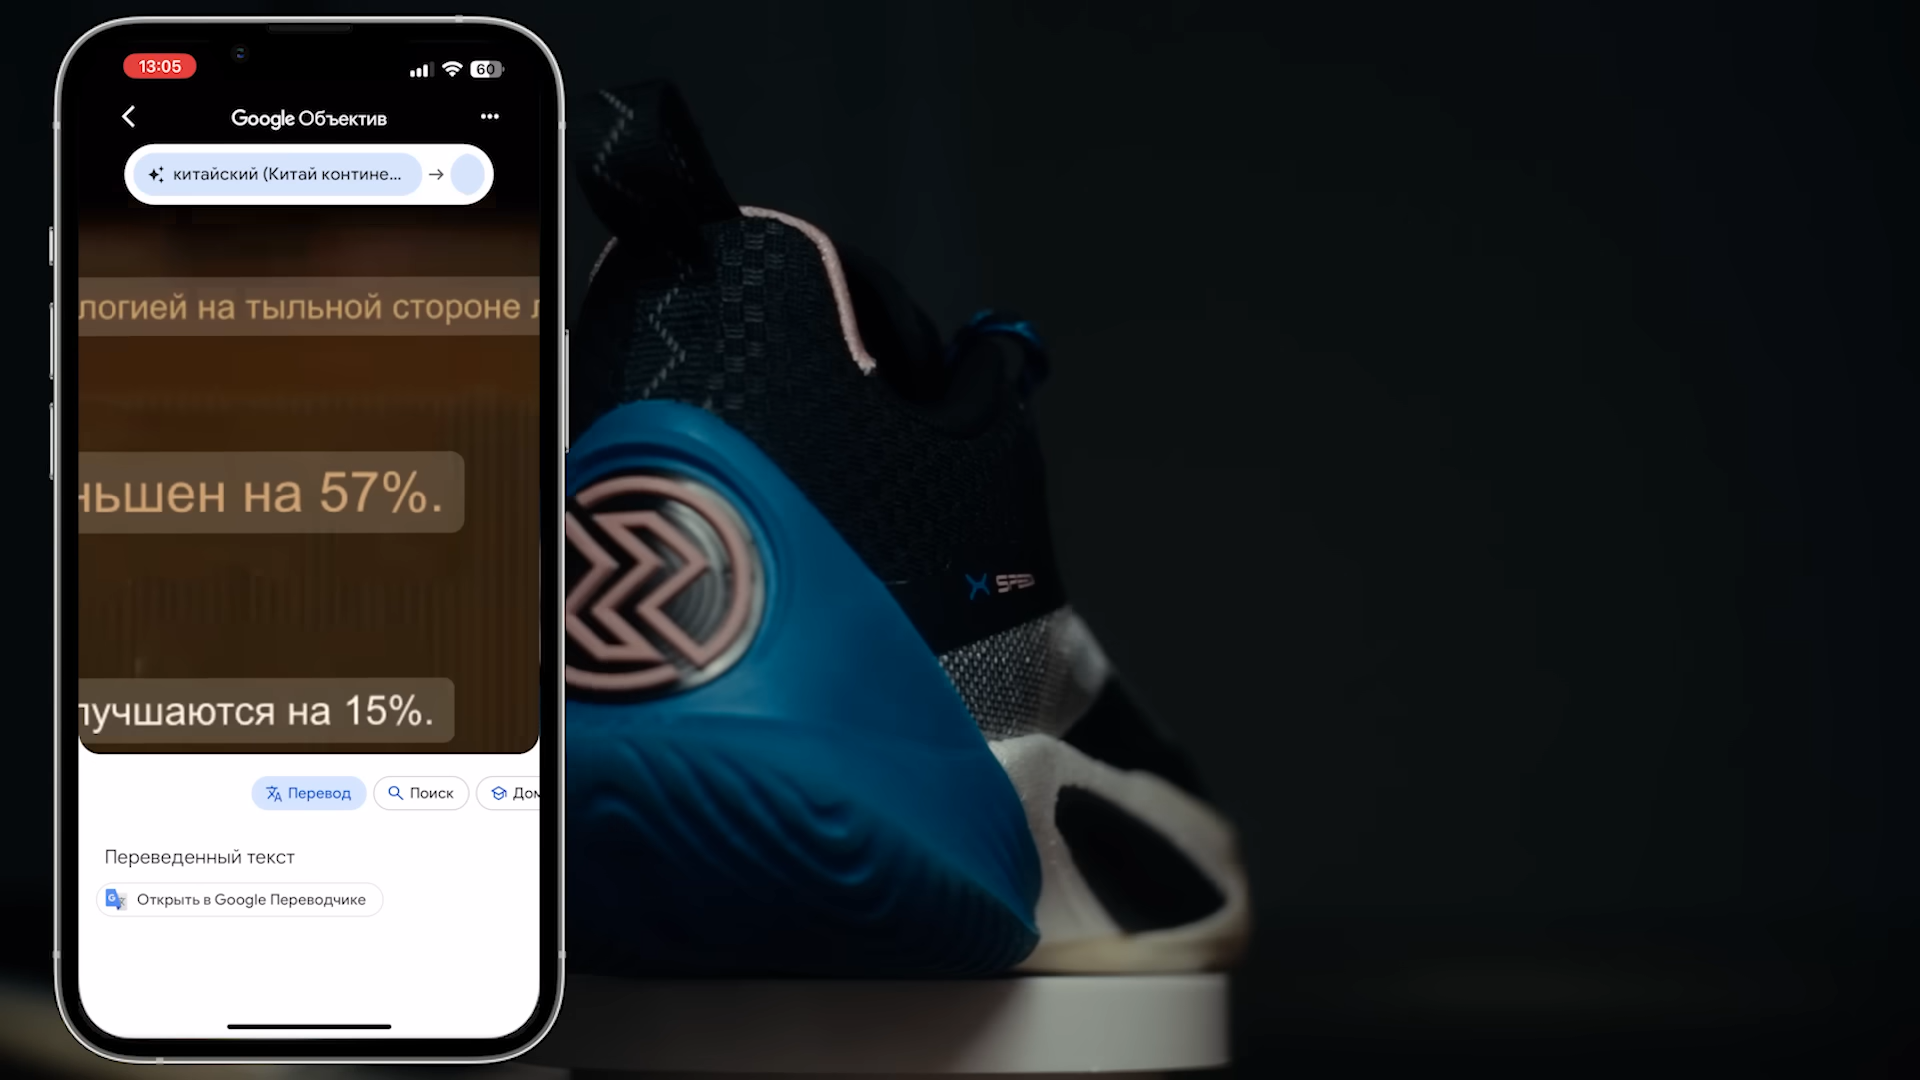 13:05
60
Google Объектив
китайский (Китай контине...
логией на тыльной стороне
ньшен на 57%.
лучшаются на 15%.
Перевод
Поиск
Дом
Переведенный текст
Открыть в Google Переводчике
X SPEED